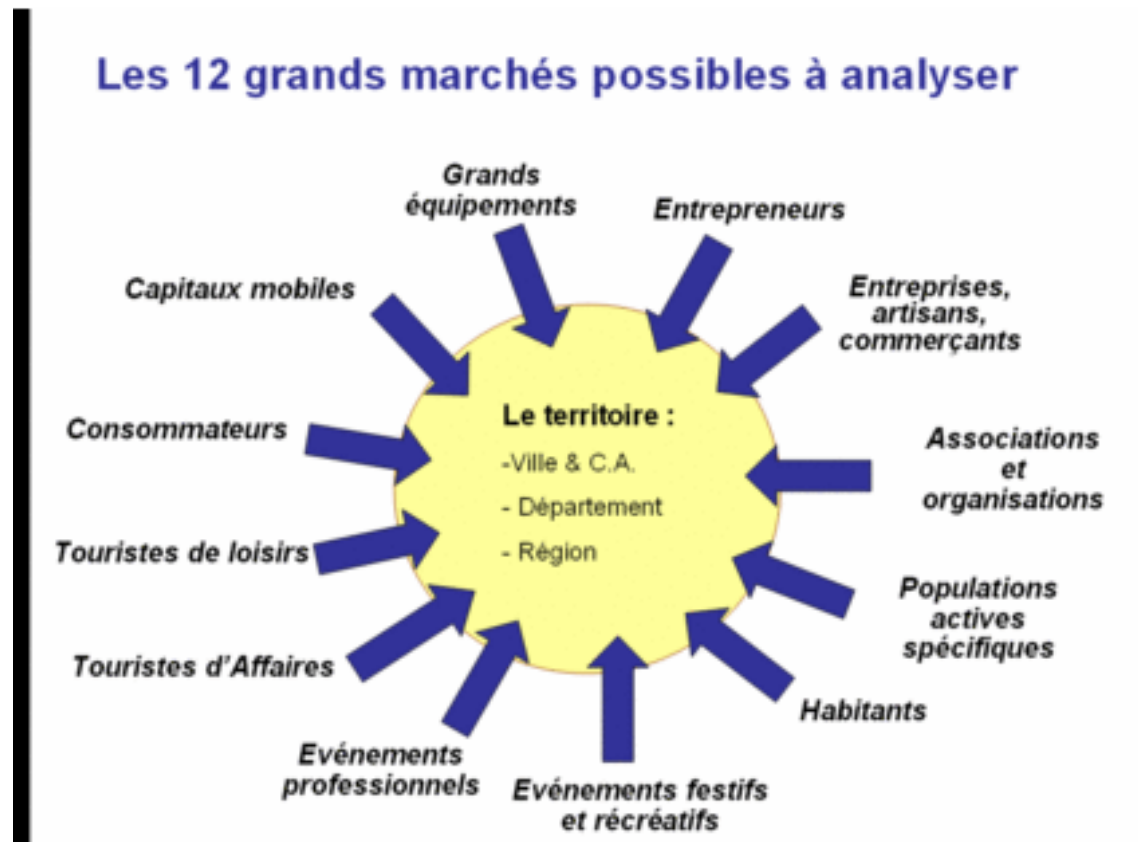 Les 12 grands marchés possibles à analyser
Grands
équipements
Entrepreneurs
Capitaux mobiles
Entreprises,
artisans,
commerçants
Consommateurs
Le territoire :
-Ville & C.A.
- Département
- Région
Associations
et
organisations
Touristes de loisirs
Populations
actives
spécifiques
Touristes d'Affaires
Habitants
Evénements
professionnels
Evénements festifs
et récréatifs